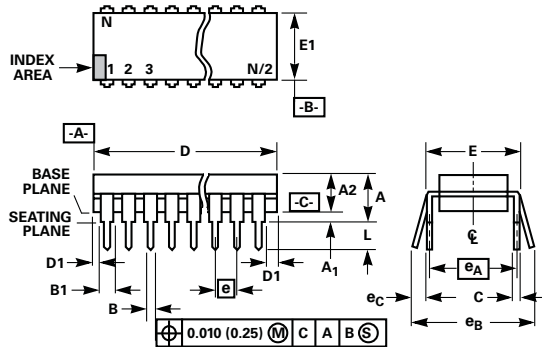 N
E1
INDEX
AREA
1 2 3 N/2
-B-
-A-
D
E
BASE
PLANE
A2
A
-C-
SEATING
PLANE
L
D1
A1
D1
B1
e
eA
B
eC
C
eB
0.010 (0.25) M C A B S